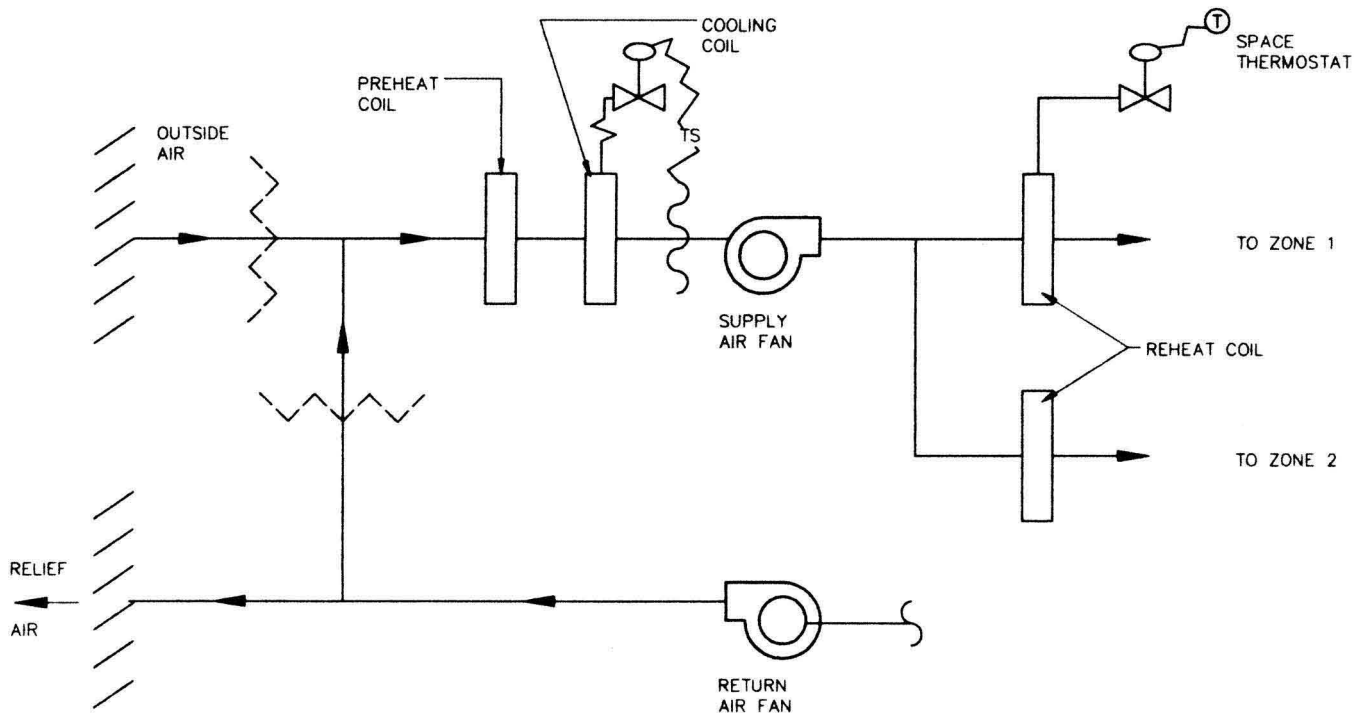 COOLING
COIL
T
SPACE
THERMOSTAT
PREHEAT
COIL
OUTSIDE
AIR
TS
TO ZONE 1
SUPPLY
AIR FAN
REHEAT COIL
TO ZONE 2
RELIEF
AIR
RETURN
AIR FAN